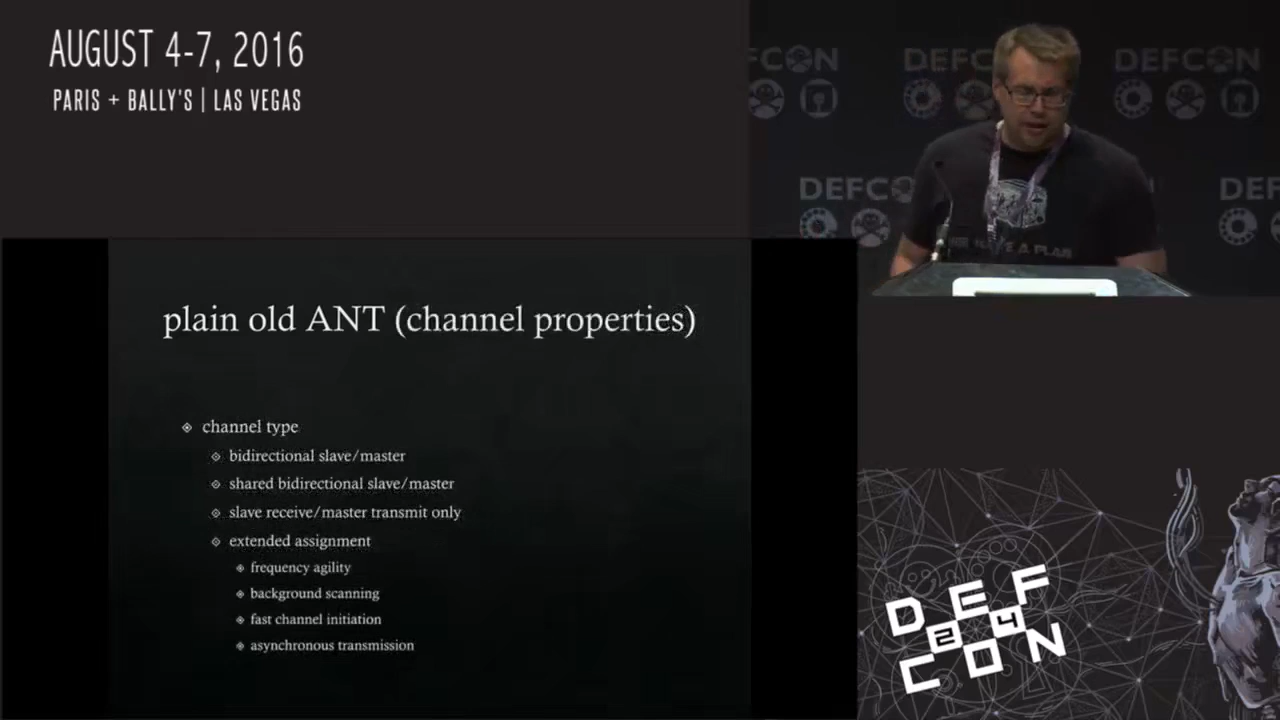 AUGUST 4-7, 2016
PARIS + BALLY'S | LAS VEGAS
DEFCON
DEFCON
DEFCON
DEFCON
DEF
A PLAN
plain old ANT (channel properties)
channel type
bidirectional slave/master
shared bidirectional slave/master
slave receive/master transmit only
extended assignment
frequency agility
background scanning
fast channel initiation
asynchronous transmission
DEF
24
CON